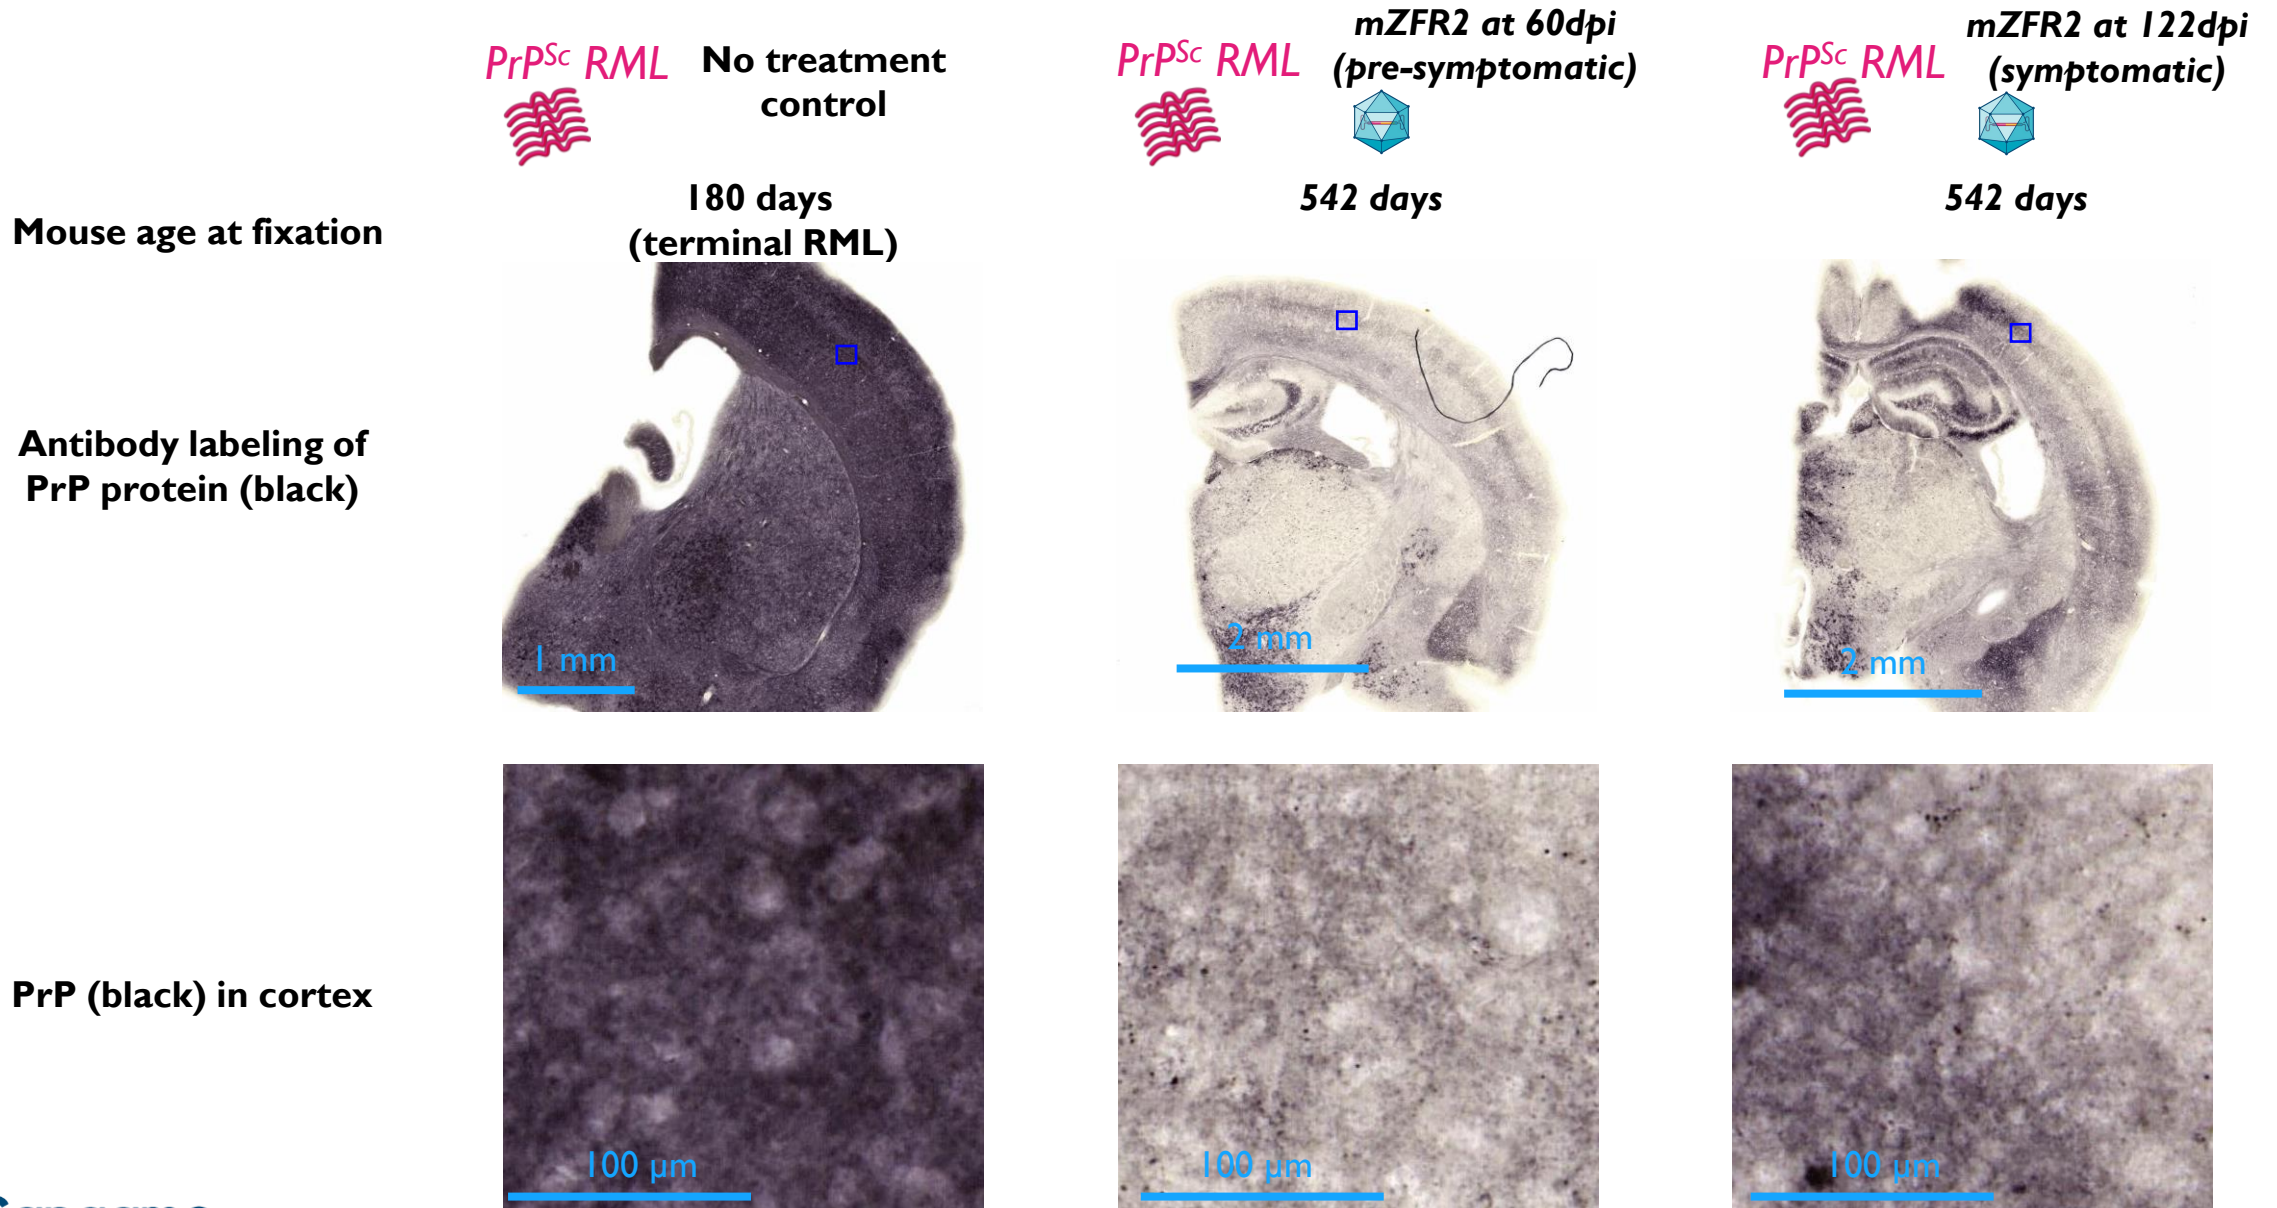 PrPSc RML
No treatment
control
PrPSc RML
mZFR2 at 60dpi
(pre-symptomatic)
PrPSc RML
mZFR2 at 122dpi
(symptomatic)
Mouse age at fixation
180 days
(terminal RML)
542 days
542 days
Antibody labeling of
PrP protein (black)
1 mm
2 mm
2 mm
PrP (black) in cortex
100 µm
100 µm
100 µm